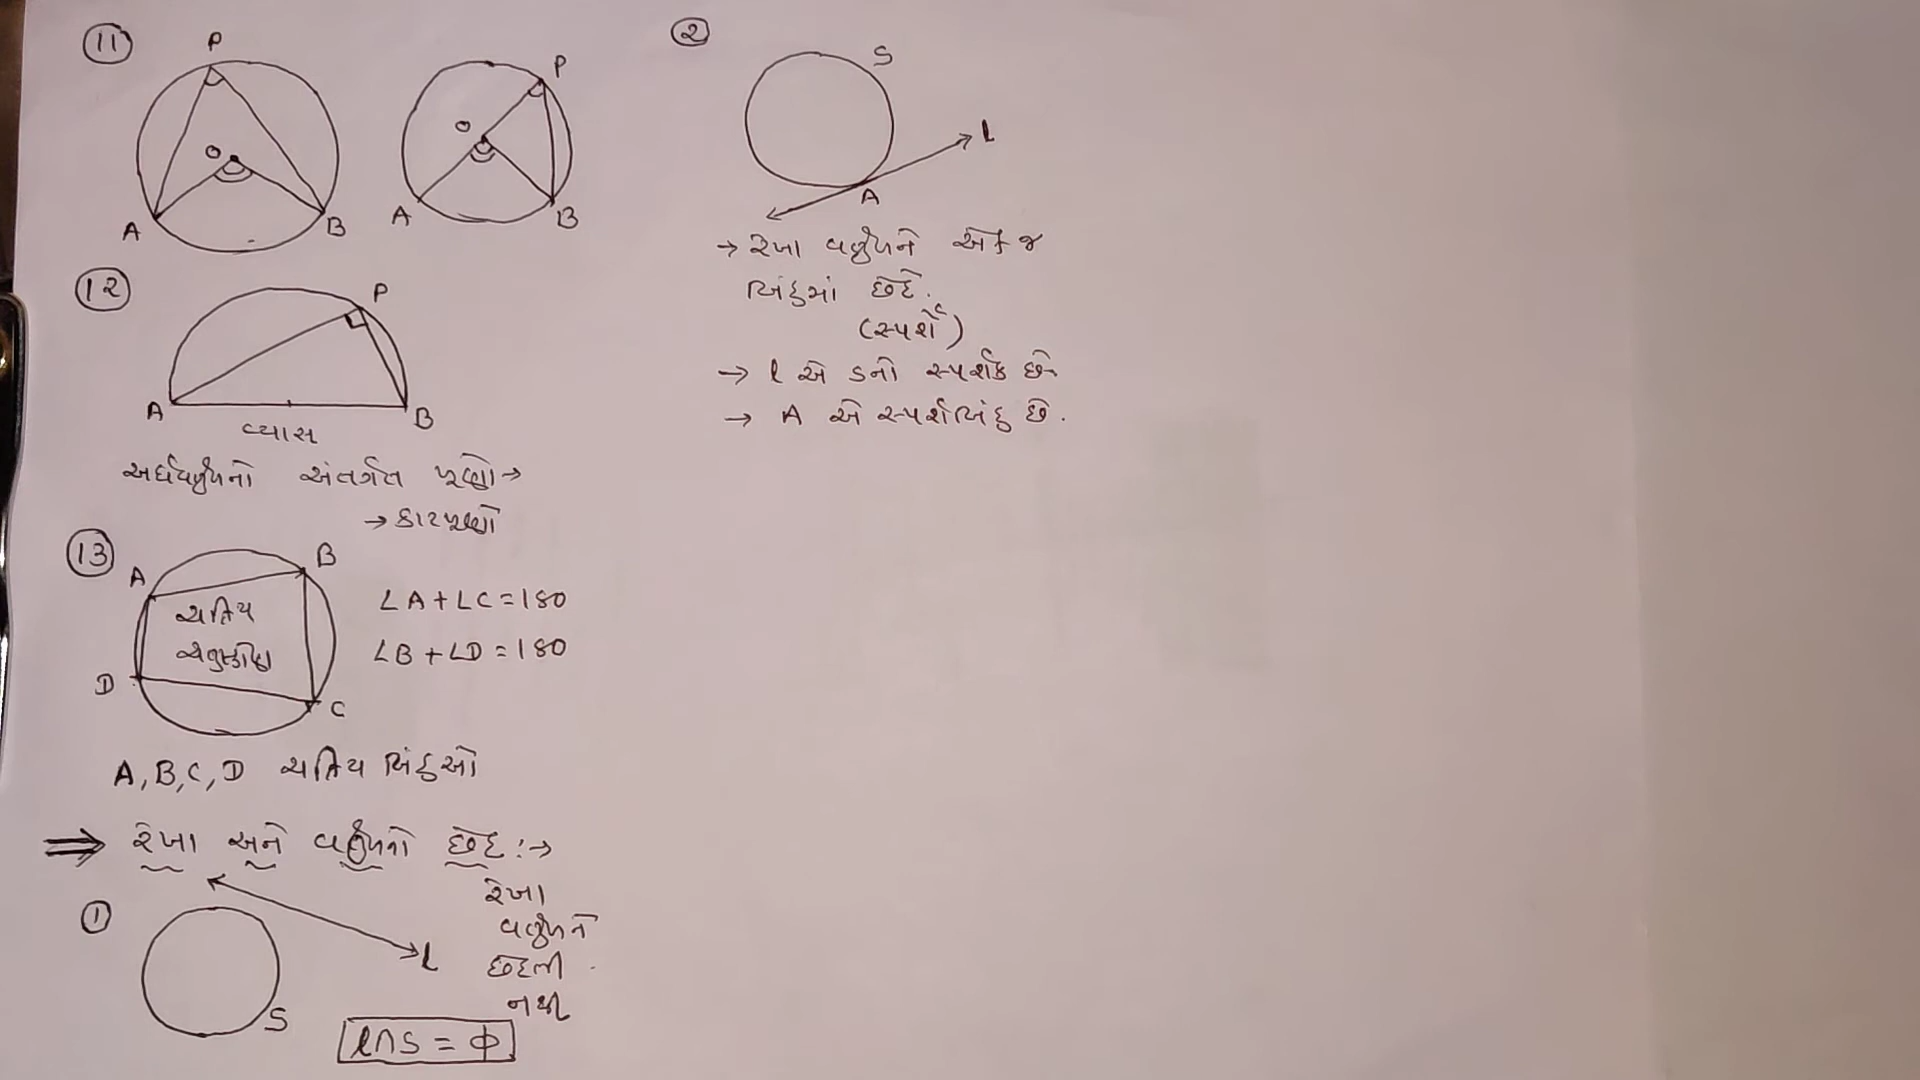 11
P
O
A
B
P
O
A
B
12
P
A
B
વ્યાસ
અર્ધવર્તુળનો અંતર્ગત ખૂણો →
→ કાટખૂણો
13
A
B
ચક્રિય
ચતુષ્કોણ
D
C
∠A + ∠C = 180
∠B + ∠D = 180
A, B, C, D ચક્રિય બિંદુઓ
⇒ રેખા અને વર્તુળનો છેદ :→
1
l
S
રેખા
વર્તુળને
છેદતી
નથી
l∩S = Φ
2
S
l
A
→ રેખા વર્તુળને એક જ
બિંદુમાં છેદે.
(સ્પર્શે)
→ l એ Sનો સ્પર્શક છે
→ A એ સ્પર્શબિંદુ છે.